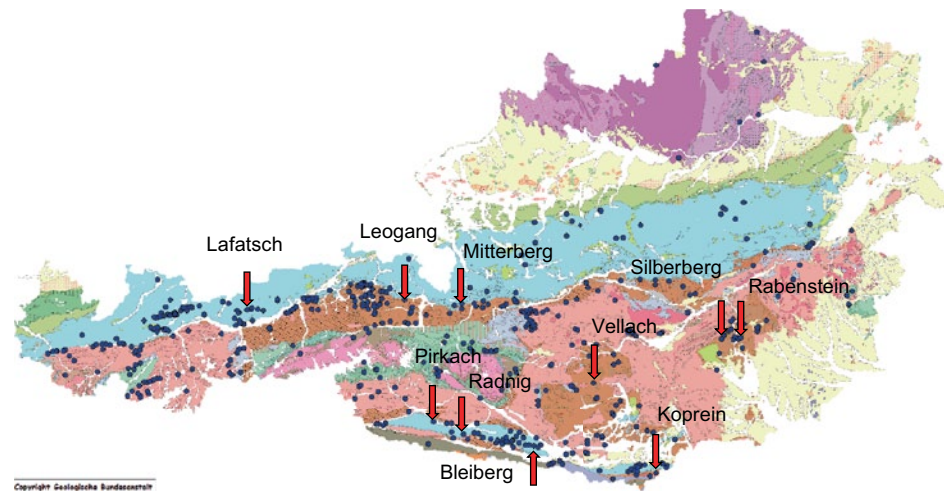 Lafatsch
Leogang
Mitterberg
Silberberg
Rabenstein
Vellach
Pirkach
Radnig
Koprein
Bleiberg
Copyright Geologische Bundesanstalt